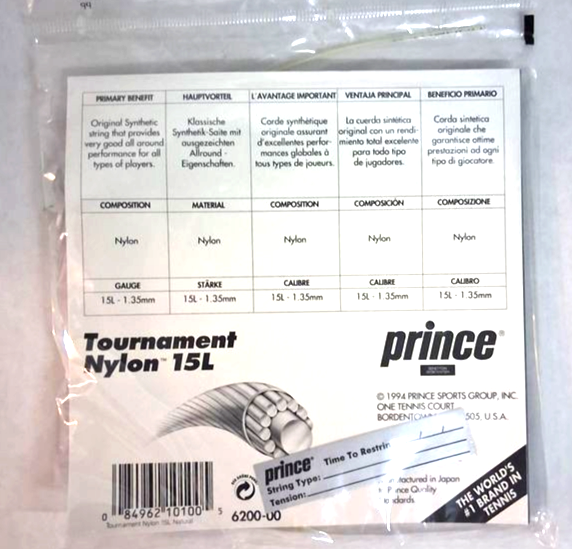 PRIMARY BENEFIT
Original Synthetic
string that provides
very good all around
performance for all
types of players.
HAUPTVORTEIL
Klassische
Synthetik-Saite mit
ausgezeichten
Allround -
Eigenschaften.
L'AVANTAGE IMPORTANT
Corde synthétique
originale assurant
d'excellentes perfor-
mances globales à
tous types de joueurs.
VENTAJA PRINCIPAL
La cuerda sintética
original con un rendi-
miento total excelente
para todo tipo
de jugadores.
BENEFICIO PRIMARIO
Corda sintetica
originale che
garantisce ottime
prestazioni ad ogni
tipo di giocatore.
COMPOSITION MATERIAL COMPOSITION COMPOSICIÓN COMPOSIZIONE
Nylon Nylon Nylon Nylon Nylon
GAUGE STÄRKE CALIBRE CALIBRE CALIBRO
15L - 1.35mm 15L - 1.35mm 15L - 1.35mm 15L - 1.35mm 15L - 1.35mm
Tournament
Nylon™ 15L
prince®
© 1994 PRINCE SPORTS GROUP, INC.
ONE TENNIS COURT
505, U.S.A.
prince® Time To Restrin
String Type:
Tension:
in Japan
Prince Quality
THE WORLD'S
#1 BRAND IN
TENNIS
0 84962 10100 5
6200-00
Tournament Nylon 15L Natural